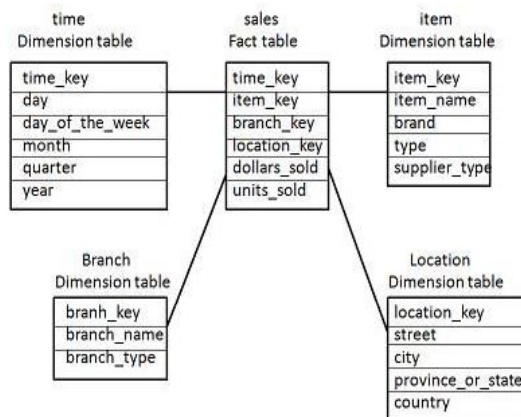 time
Dimension table
time_key
day
day_of_the_week
month
quarter
year
sales
Fact table
time_key
item_key
branch_key
location_key
dollars_sold
units_sold
item
Dimension table
item_key
item_name
brand
type
supplier_type
Branch
Dimension table
branh_key
branch_name
branch_type
Location
Dimension table
location_key
street
city
province_or_state
country